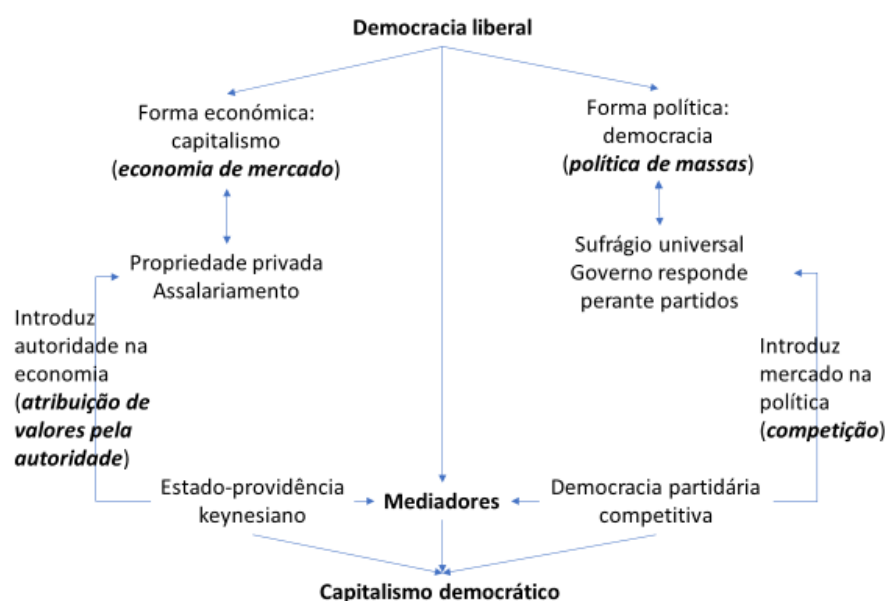 Democracia liberal
Forma económica:
capitalismo
(economia de mercado)
Forma política:
democracia
(política de massas)
Propriedade privada
Assalariamento
Sufrágio universal
Governo responde
perante partidos
Introduz
autoridade na
economia
(atribuição de
valores pela
autoridade)
Introduz
mercado na
política
(competição)
Estado-providência
keynesiano
Mediadores
Democracia partidária
competitiva
Capitalismo democrático